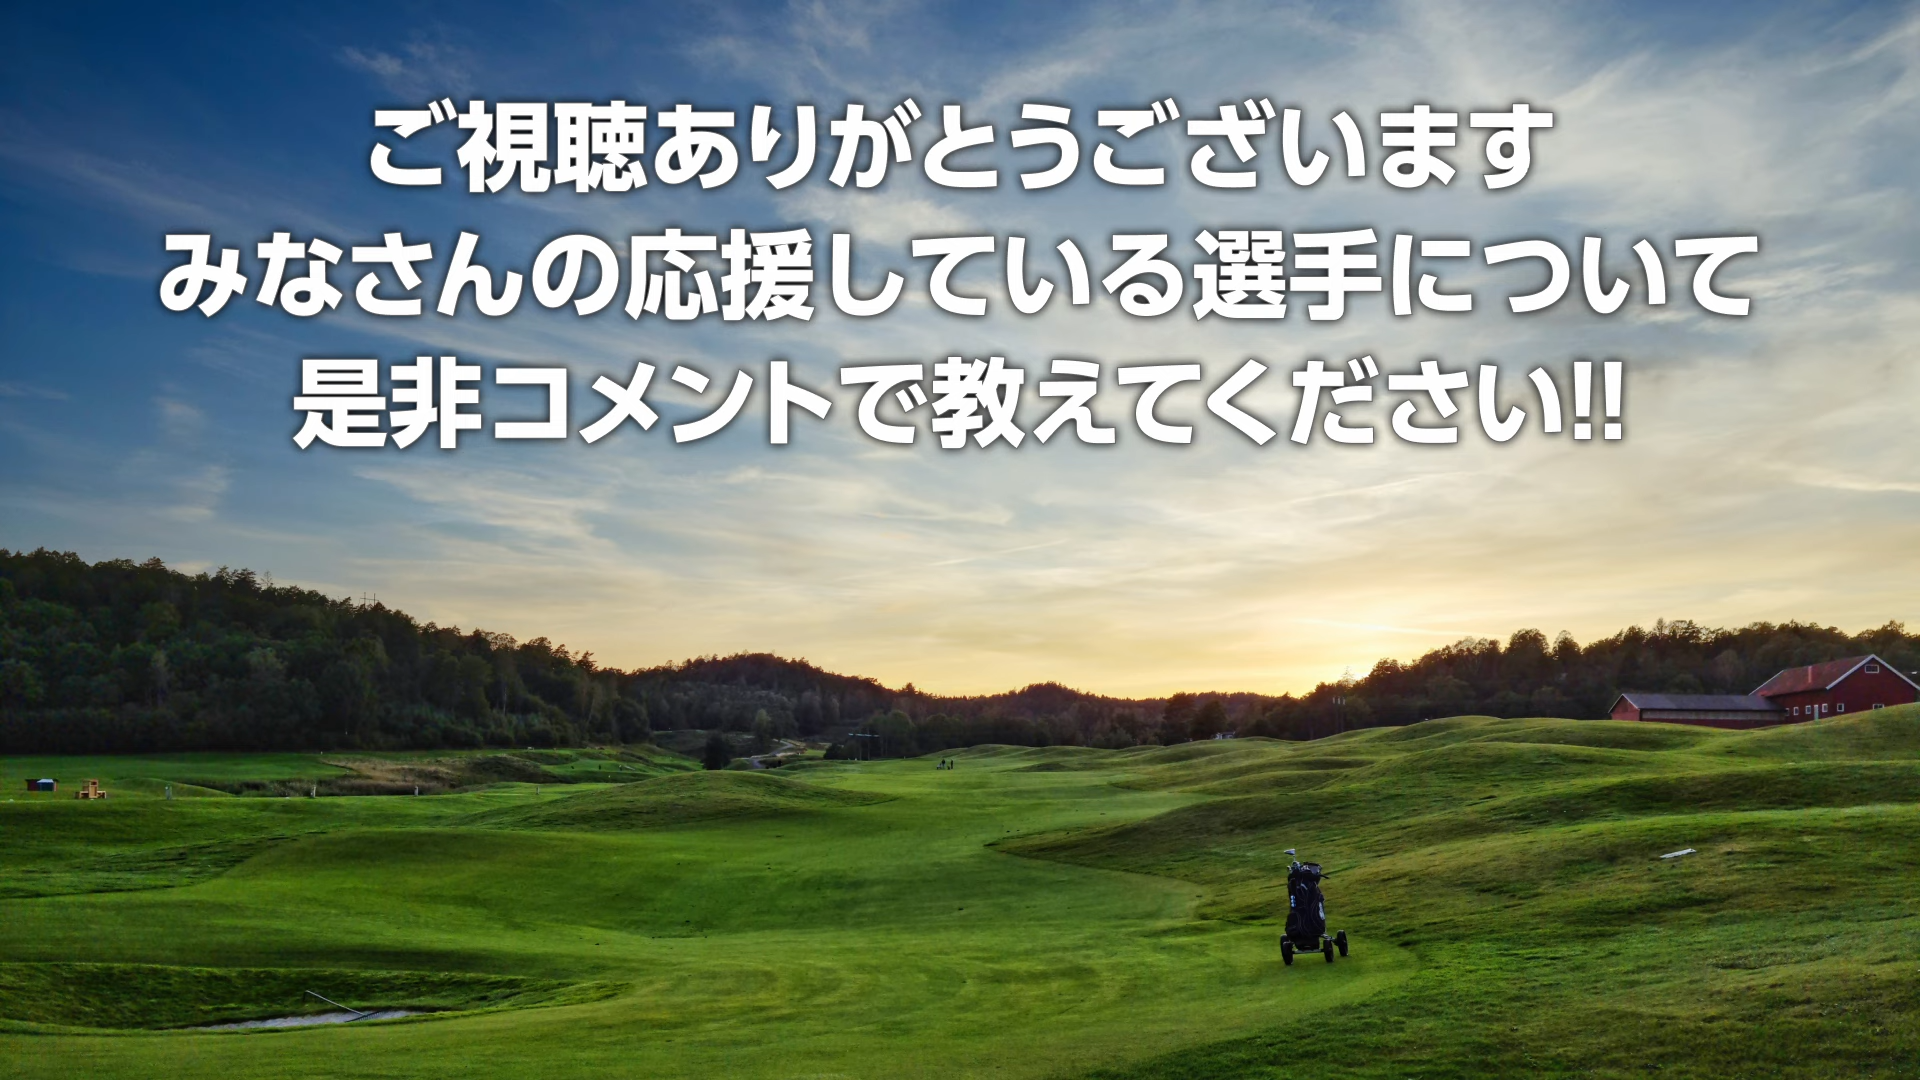 ご視聴ありがとうございます
みなさんの応援している選手について
是非コメントで教えてください!!